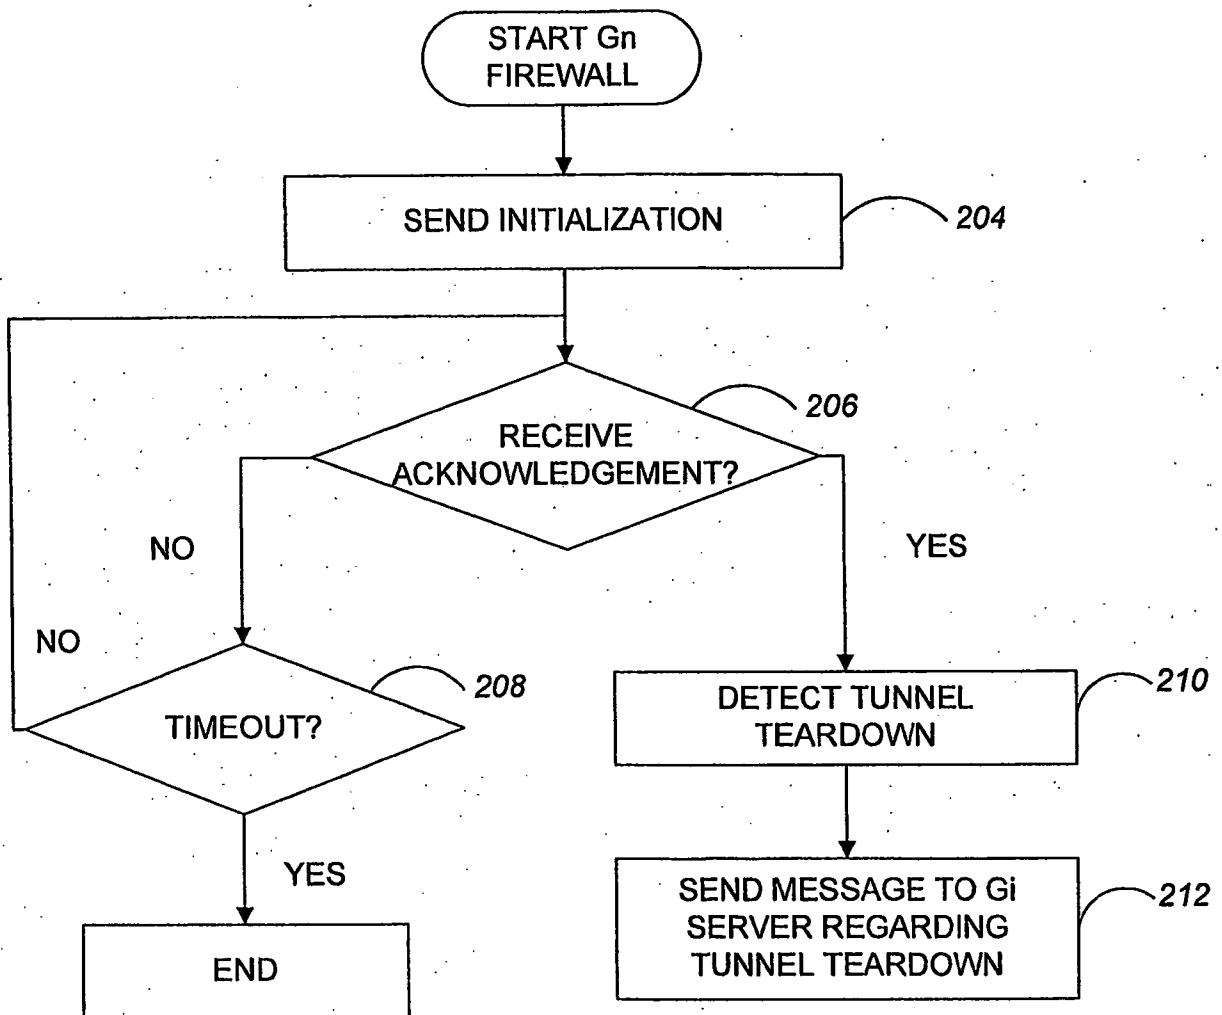 START Gn
FIREWALL
SEND INITIALIZATION
204
206
RECEIVE
ACKNOWLEDGEMENT?
NO
YES
NO
208
TIMEOUT?
DETECT TUNNEL
TEARDOWN
210
YES
SEND MESSAGE TO Gi
SERVER REGARDING
TUNNEL TEARDOWN
212
END